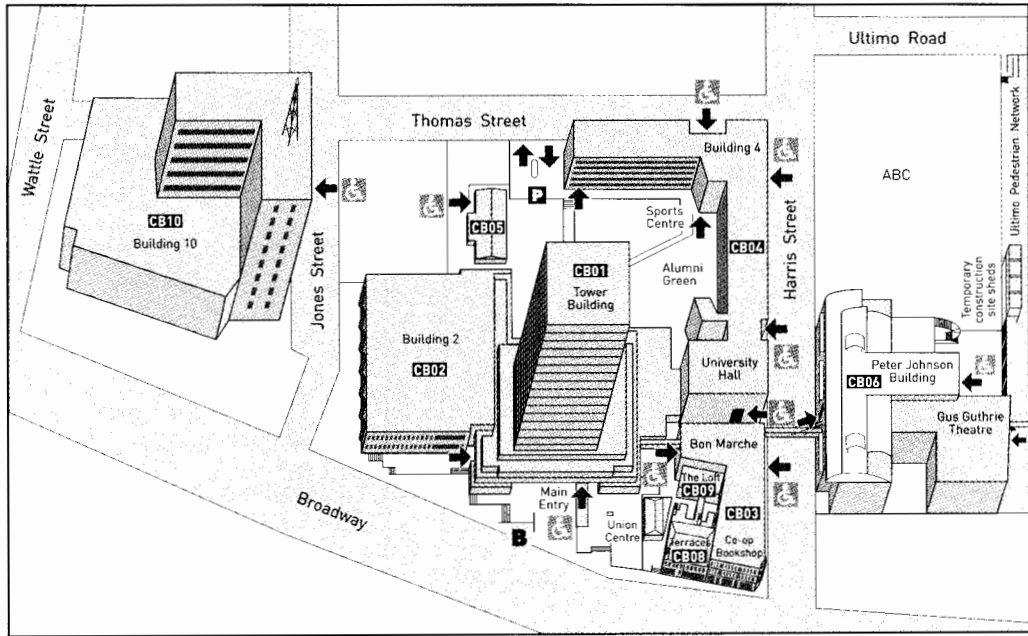 Ultimo Road
Wattle Street
Thomas Street
Building 4
ABC
Ultimo Pedestrian Network
P
CB10
Building 10
CB05
Sports
Centre
CB04
Harris Street
Jones Street
CB01
Tower
Building
Alumni
Green
Temporary
construction
site sheds
Building 2
CB02
University
Hall
Peter Johnson
Building
CB06
Gus Guthrie
Theatre
Bon Marche
The Loft
CB09
Main
Entry
CB03
Broadway
B
Union
Centre
Terraces
CB08
Co-op
Bookshop